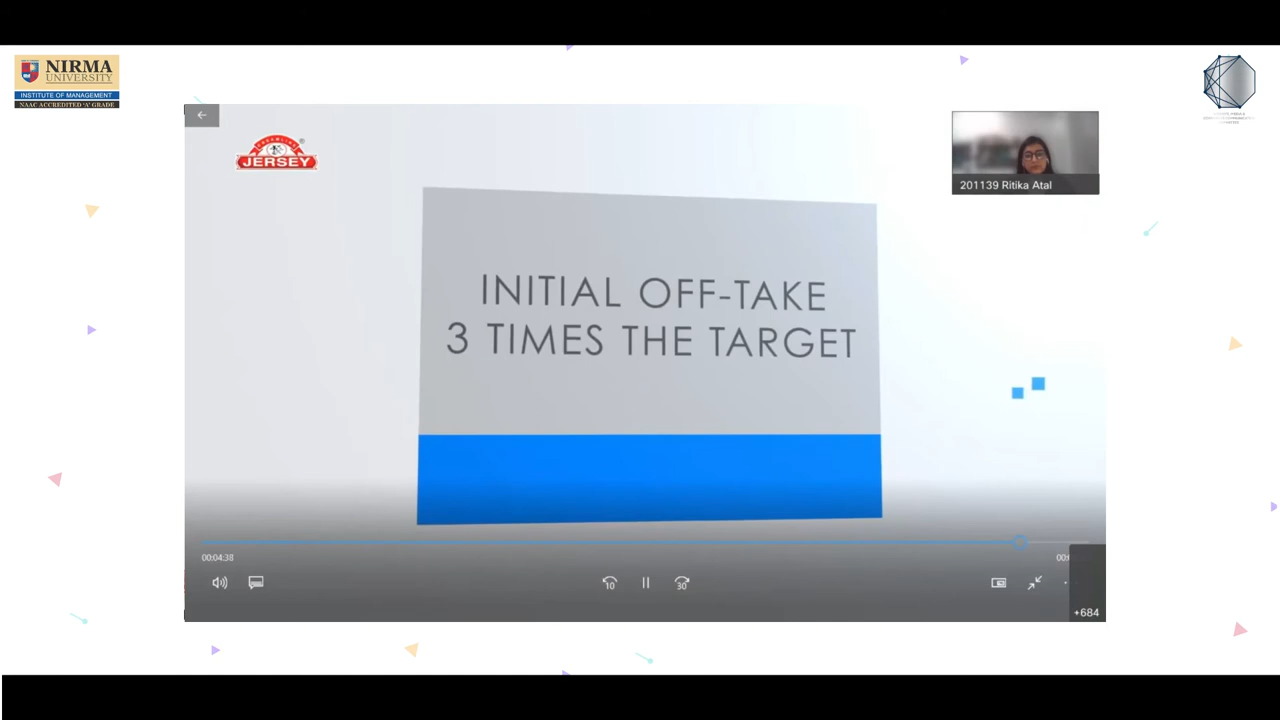 NIRMA
UNIVERSITY
INSTITUTE OF MANAGEMENT
NAAC ACCREDITED 'A' GRADE
JERSEY
201139 Ritika Atal
INITIAL OFF-TAKE
3 TIMES THE TARGET
00:04:38
10
30
+684